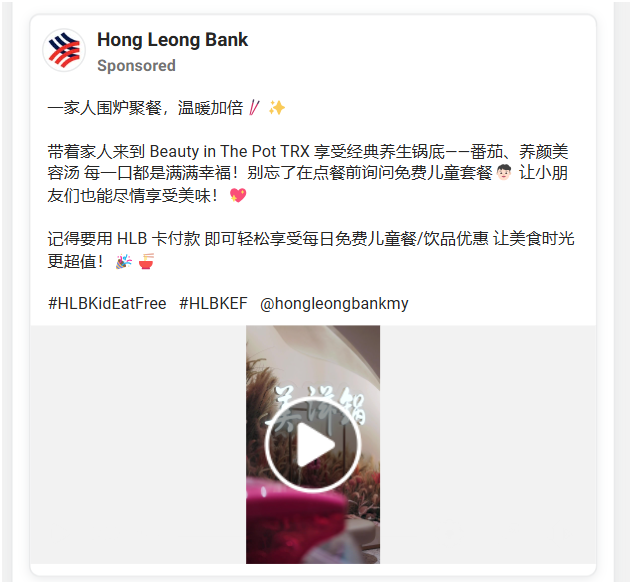 Hong Leong Bank
Sponsored
一家人围炉聚餐，温暖加倍🥢 ✨
带着家人来到 Beauty in The Pot TRX 享受经典养生锅底——番茄、养颜美
容汤 每一口都是满满幸福！别忘了在点餐前询问免费儿童套餐 👦🏻 让小朋
友们也能尽情享受美味！💖
记得要用 HLB 卡付款 即可轻松享受每日免费儿童餐/饮品优惠 让美食时光
更超值！🎉 🍜
#HLBKidEatFree #HLBKEF @hongleongbankmy
美滋锅